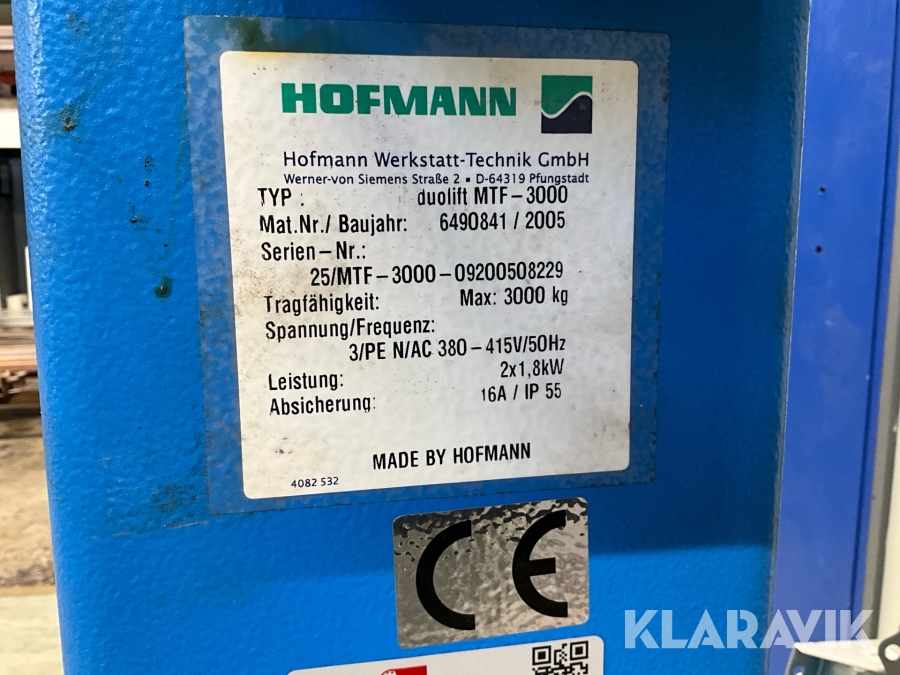 HOFMANN
Hofmann Werkstatt-Technik GmbH
Werner-von Siemens Straße 2 ▪ D-64319 Pfungstadt
TYP : duolift MTF-3000
Mat.Nr./ Baujahr: 6490841 / 2005
Serien-Nr.:
25/MTF-3000-09200508229
Tragfähigkeit: Max: 3000 kg
Spannung/Frequenz:
3/PE N/AC 380-415V/50Hz
Leistung: 2x1,8kW
Absicherung: 16A / IP 55
MADE BY HOFMANN
4082 532
CE
KLARAVIK